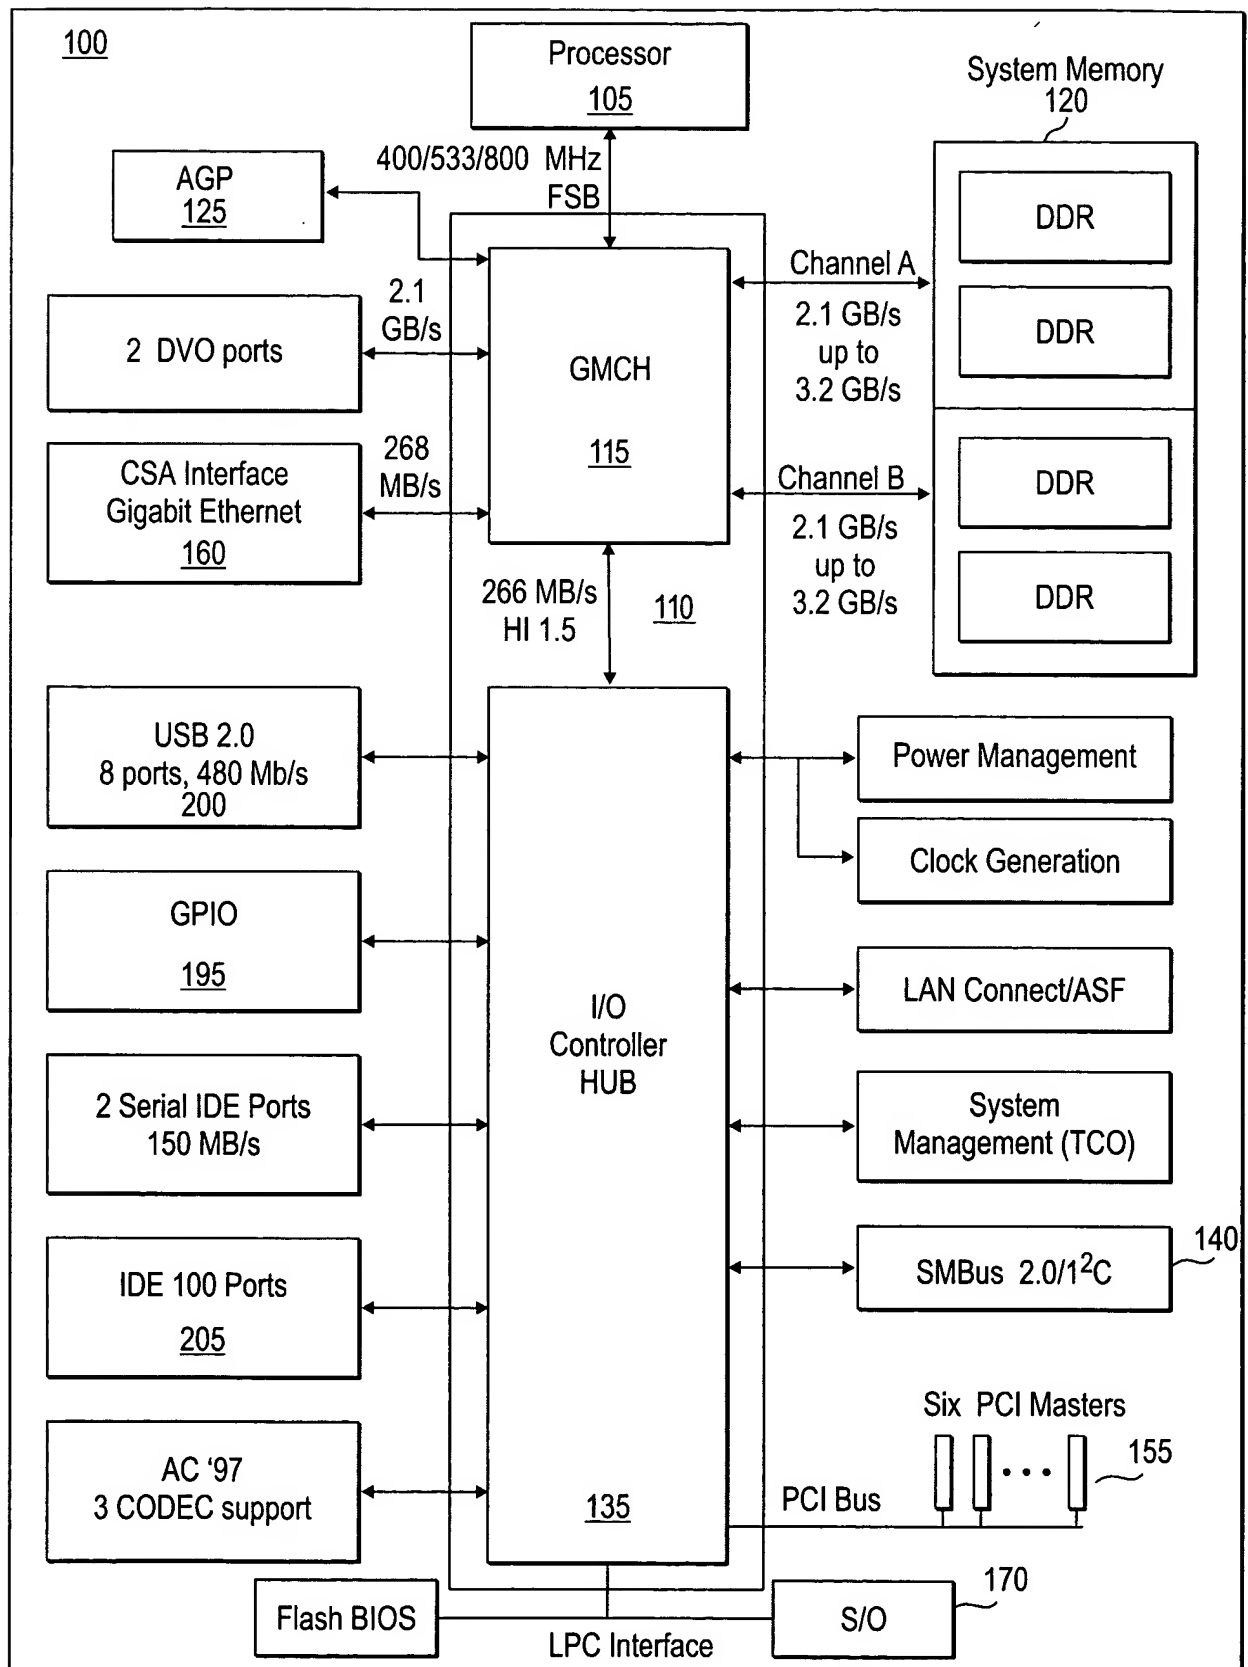 100
Processor
105
System Memory
120
400/533/800 MHz
FSB
AGP
125
DDR
DDR
DDR
DDR
Channel A
2.1 GB/s
up to
3.2 GB/s
2.1
GB/s
2 DVO ports
GMCH
115
268
MB/s
CSA Interface
Gigabit Ethernet
160
Channel B
2.1 GB/s
up to
3.2 GB/s
266 MB/s
HI 1.5
110
USB 2.0
8 ports, 480 Mb/s
200
Power Management
Clock Generation
GPIO
195
LAN Connect/ASF
I/O
Controller
HUB
2 Serial IDE Ports
150 MB/s
System
Management (TCO)
IDE 100 Ports
205
SMBus 2.0/1²C
140
Six PCI Masters
155
AC ‘97
3 CODEC support
135
PCI Bus
Flash BIOS
LPC Interface
S/O
170